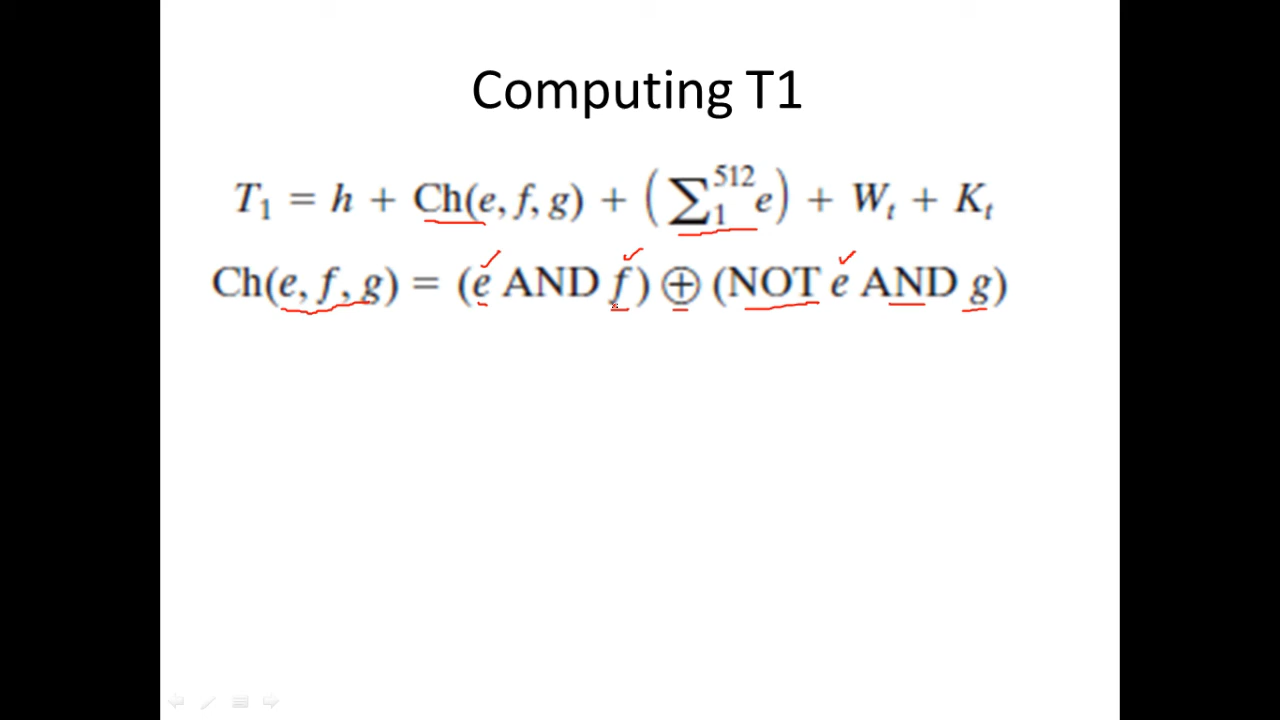 Computing T1
T₁ = h + Ch(e, f, g) + (∑₁⁵¹² e) + Wₜ + Kₜ
Ch(e, f, g) = (e AND f) ⊕ (NOT e AND g)